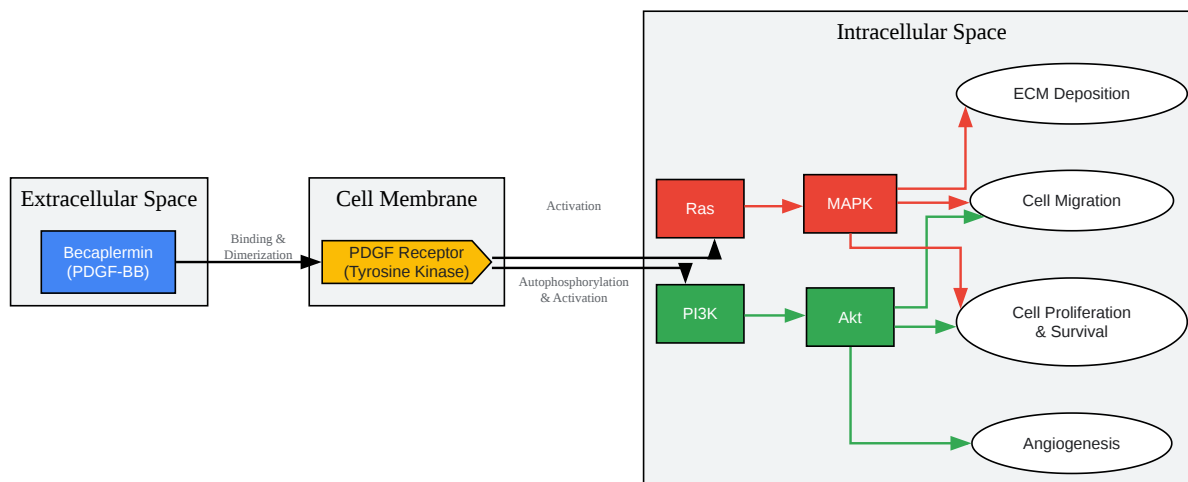 Extracellular Space
Becaplermin
(PDGF-BB)
Binding &
Dimerization
Cell Membrane
PDGF Receptor
(Tyrosine Kinase)
Activation
Autophosphorylation
& Activation
Intracellular Space
Ras
MAPK
PI3K
Akt
ECM Deposition
Cell Migration
Cell Proliferation
& Survival
Angiogenesis